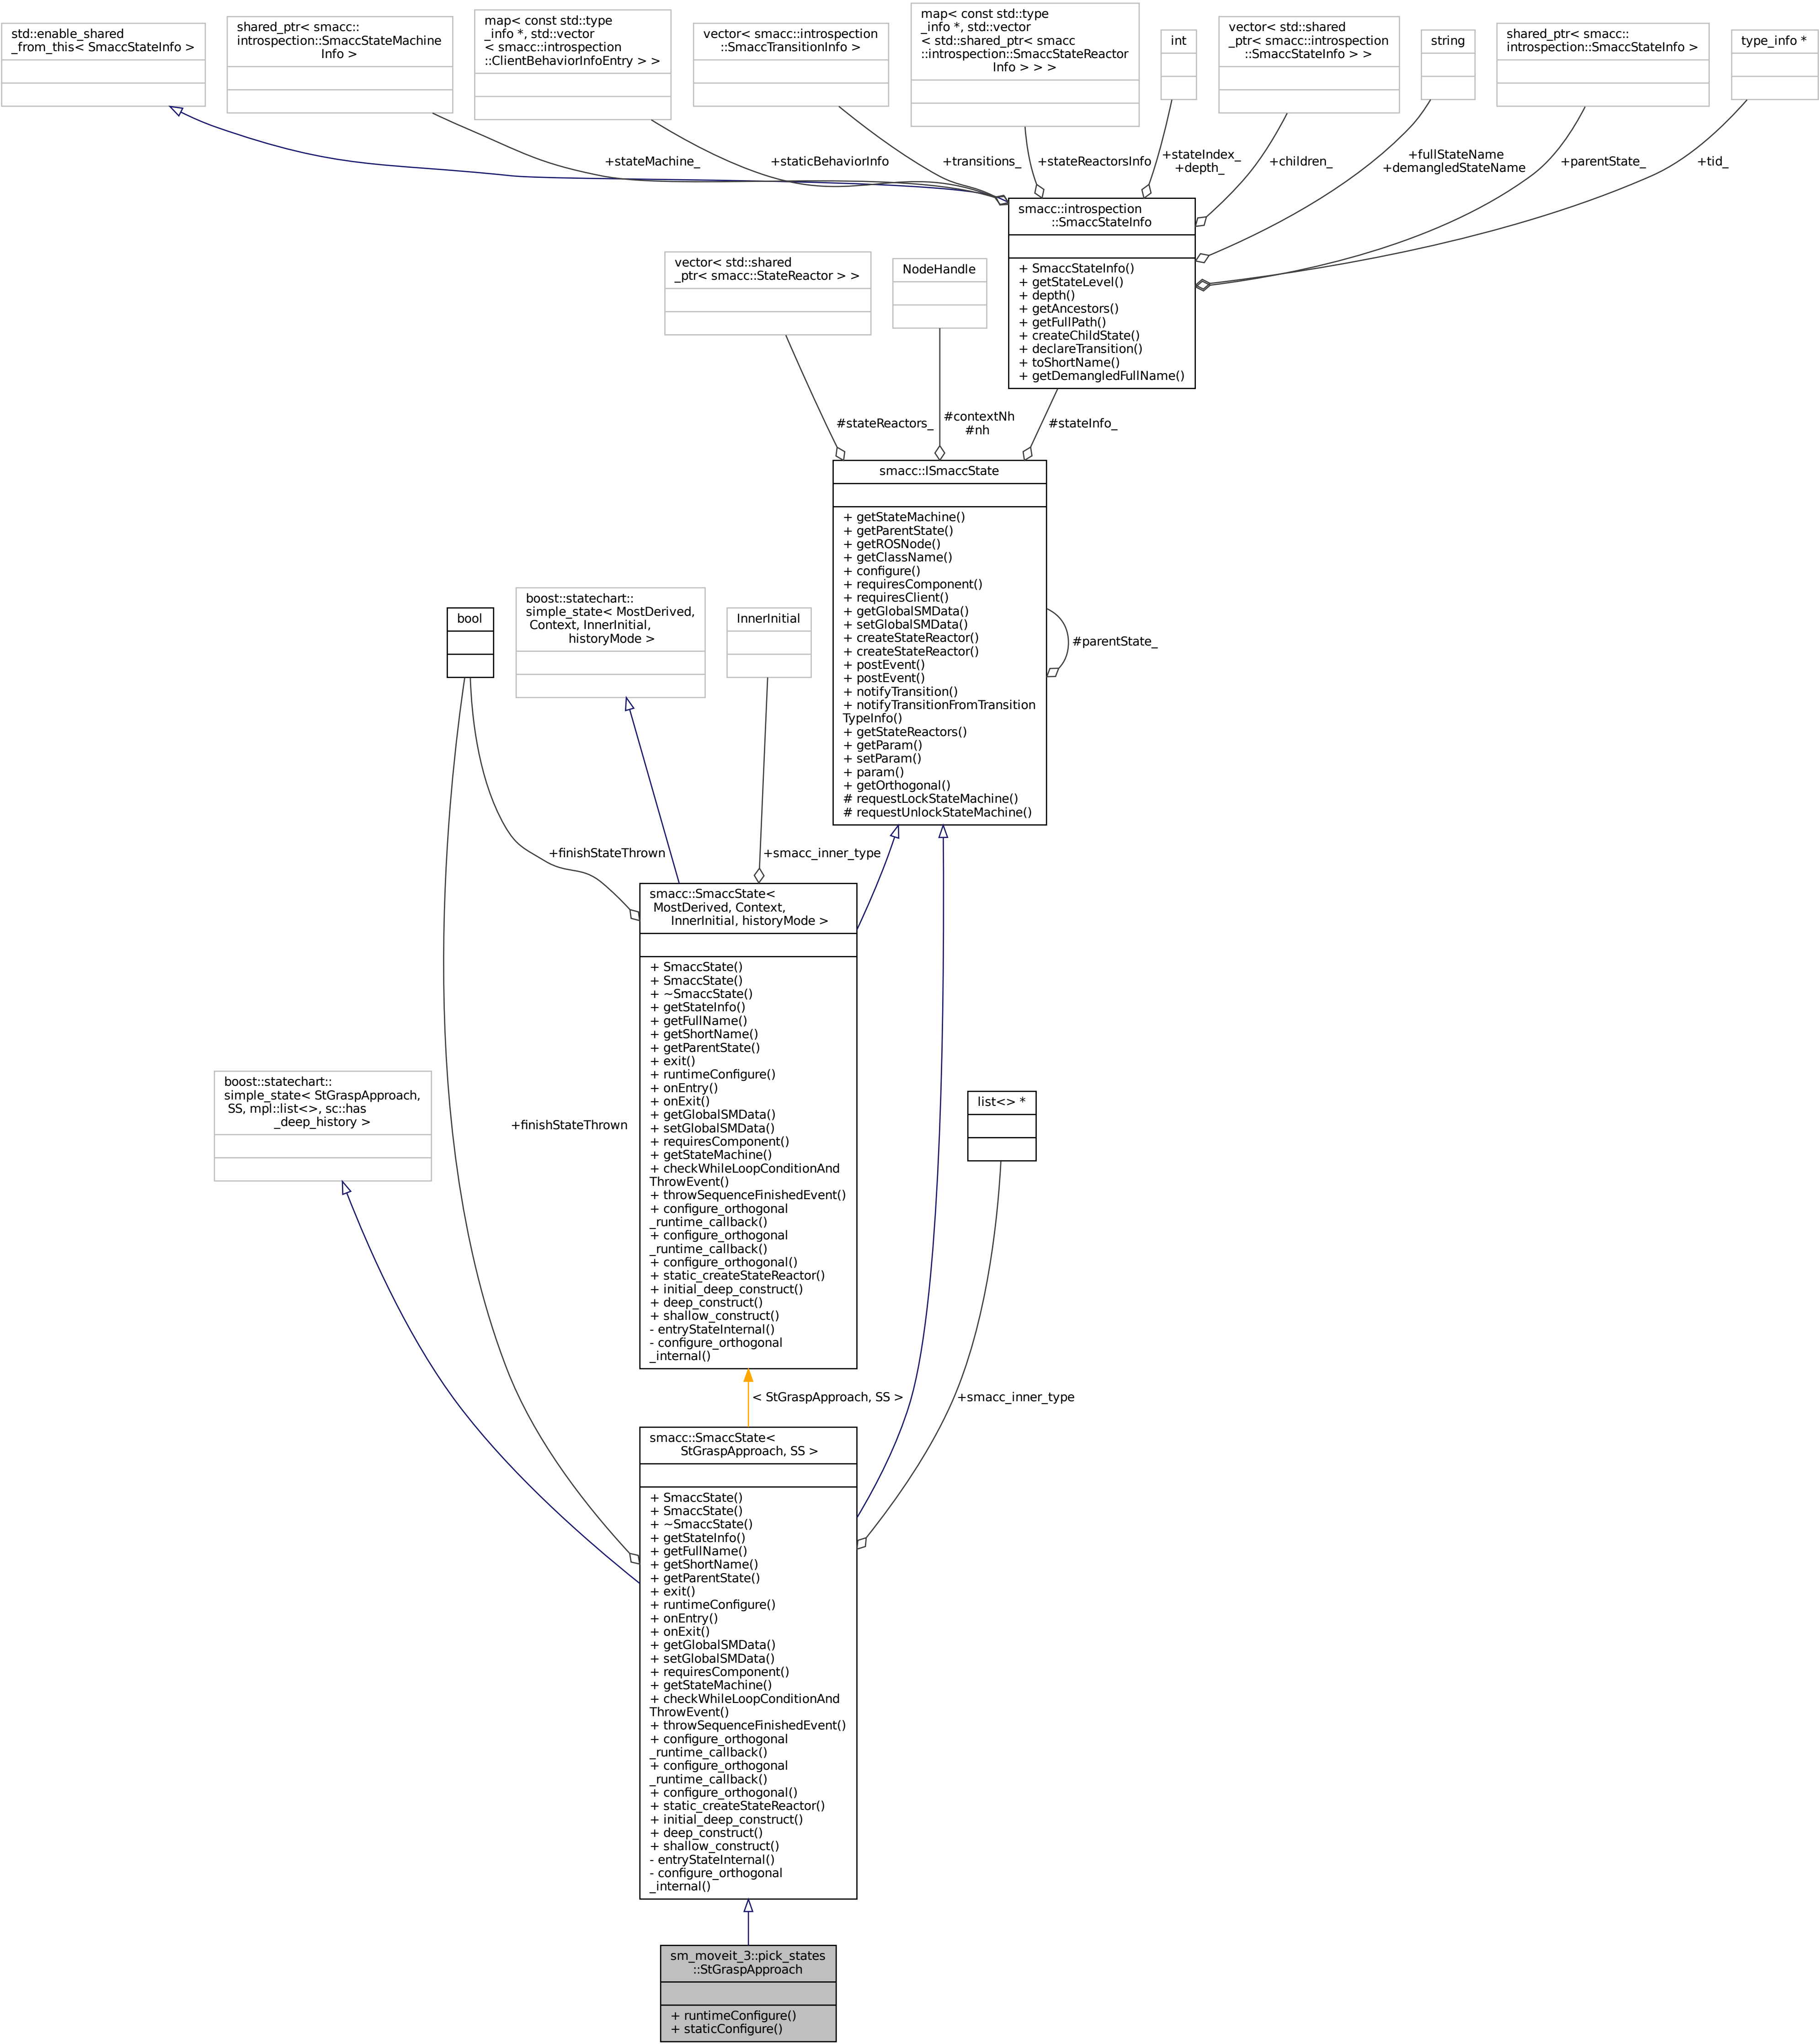 std::enable_shared
_from_this< SmaccStateInfo >
shared_ptr< smacc::
introspection::SmaccStateMachine
Info >
map< const std::type
_info *, std::vector
< smacc::introspection
::ClientBehaviorInfoEntry > >
vector< smacc::introspection
::SmaccTransitionInfo >
map< const std::type
_info *, std::vector
< std::shared_ptr< smacc
::introspection::SmaccStateReactor
Info > > >
int
vector< std::shared
_ptr< smacc::introspection
::SmaccStateInfo > >
string
shared_ptr< smacc::
introspection::SmaccStateInfo >
type_info *
+stateMachine_
+staticBehaviorInfo
+transitions_
+stateReactorsInfo
+stateIndex_
+depth_
+children_
+fullStateName
+demangledStateName
+parentState_
+tid_
smacc::introspection
::SmaccStateInfo
+ SmaccStateInfo()
+ getStateLevel()
+ depth()
+ getAncestors()
+ getFullPath()
+ createChildState()
+ declareTransition()
+ toShortName()
+ getDemangledFullName()
vector< std::shared
_ptr< smacc::StateReactor > >
NodeHandle
#stateReactors_
#contextNh
#nh
#stateInfo_
smacc::ISmaccState
+ getStateMachine()
+ getParentState()
+ getROSNode()
+ getClassName()
+ configure()
+ requiresComponent()
+ requiresClient()
+ getGlobalSMData()
+ setGlobalSMData()
+ createStateReactor()
+ createStateReactor()
+ postEvent()
+ postEvent()
+ notifyTransition()
+ notifyTransitionFromTransition
TypeInfo()
+ getStateReactors()
+ getParam()
+ setParam()
+ param()
+ getOrthogonal()
# requestLockStateMachine()
# requestUnlockStateMachine()
#parentState_
bool
boost::statechart::
simple_state< MostDerived,
Context, InnerInitial,
historyMode >
InnerInitial
+finishStateThrown
+smacc_inner_type
smacc::SmaccState<
MostDerived, Context,
InnerInitial, historyMode >
+ SmaccState()
+ SmaccState()
+ ~SmaccState()
+ getStateInfo()
+ getFullName()
+ getShortName()
+ getParentState()
+ exit()
+ runtimeConfigure()
+ onEntry()
+ onExit()
+ getGlobalSMData()
+ setGlobalSMData()
+ requiresComponent()
+ getStateMachine()
+ checkWhileLoopConditionAnd
ThrowEvent()
+ throwSequenceFinishedEvent()
+ configure_orthogonal
_runtime_callback()
+ configure_orthogonal
_runtime_callback()
+ configure_orthogonal()
+ static_createStateReactor()
+ initial_deep_construct()
+ deep_construct()
+ shallow_construct()
- entryStateInternal()
- configure_orthogonal
_internal()
boost::statechart::
simple_state< StGraspApproach,
SS, mpl::list<>, sc::has
_deep_history >
+finishStateThrown
list<> *
< StGraspApproach, SS >
+smacc_inner_type
smacc::SmaccState<
StGraspApproach, SS >
+ SmaccState()
+ SmaccState()
+ ~SmaccState()
+ getStateInfo()
+ getFullName()
+ getShortName()
+ getParentState()
+ exit()
+ runtimeConfigure()
+ onEntry()
+ onExit()
+ getGlobalSMData()
+ setGlobalSMData()
+ requiresComponent()
+ getStateMachine()
+ checkWhileLoopConditionAnd
ThrowEvent()
+ throwSequenceFinishedEvent()
+ configure_orthogonal
_runtime_callback()
+ configure_orthogonal
_runtime_callback()
+ configure_orthogonal()
+ static_createStateReactor()
+ initial_deep_construct()
+ deep_construct()
+ shallow_construct()
- entryStateInternal()
- configure_orthogonal
_internal()
sm_moveit_3::pick_states
::StGraspApproach
+ runtimeConfigure()
+ staticConfigure()